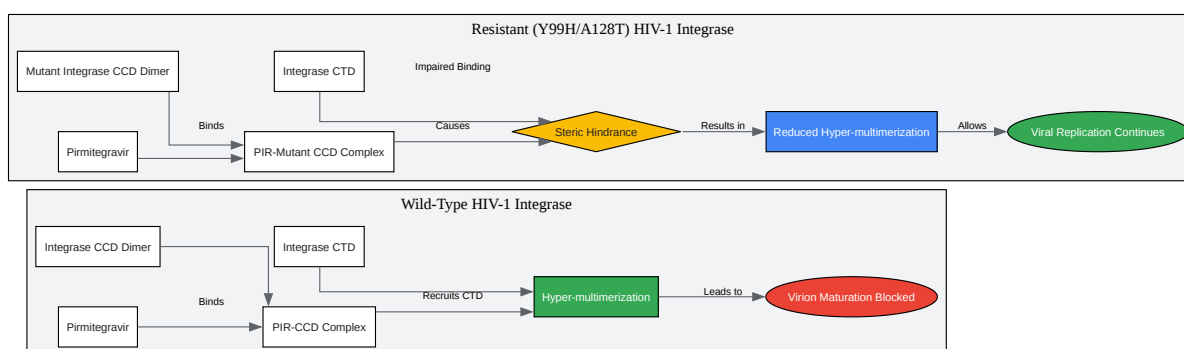 Resistant (Y99H/A128T) HIV-1 Integrase
Mutant Integrase CCD Dimer
Integrase CTD
Impaired Binding
Binds
Causes
Steric Hindrance
Results in
Reduced Hyper-multimerization
Allows
Viral Replication Continues
Pirmitegravir
PIR-Mutant CCD Complex
Wild-Type HIV-1 Integrase
Integrase CCD Dimer
Integrase CTD
Binds
Recruits CTD
Hyper-multimerization
Leads to
Virion Maturation Blocked
Pirmitegravir
PIR-CCD Complex